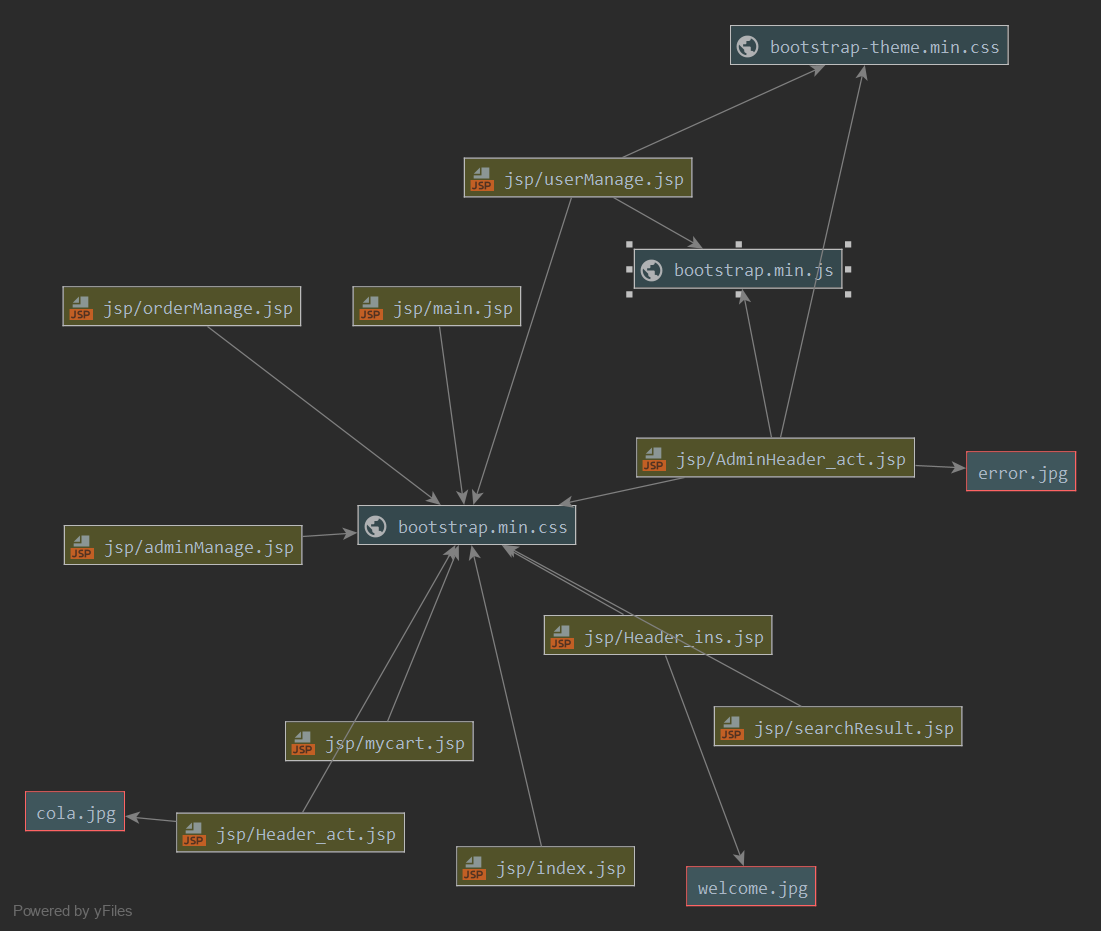 bootstrap-theme.min.css
JSP jsp/userManage.jsp
bootstrap.min.js
JSP jsp/orderManage.jsp
JSP jsp/main.jsp
JSP jsp/AdminHeader_act.jsp
error.jpg
bootstrap.min.css
JSP jsp/adminManage.jsp
JSP jsp/Header_ins.jsp
JSP jsp/searchResult.jsp
JSP jsp/mycart.jsp
cola.jpg
JSP jsp/Header_act.jsp
JSP jsp/index.jsp
welcome.jpg
Powered by yFiles